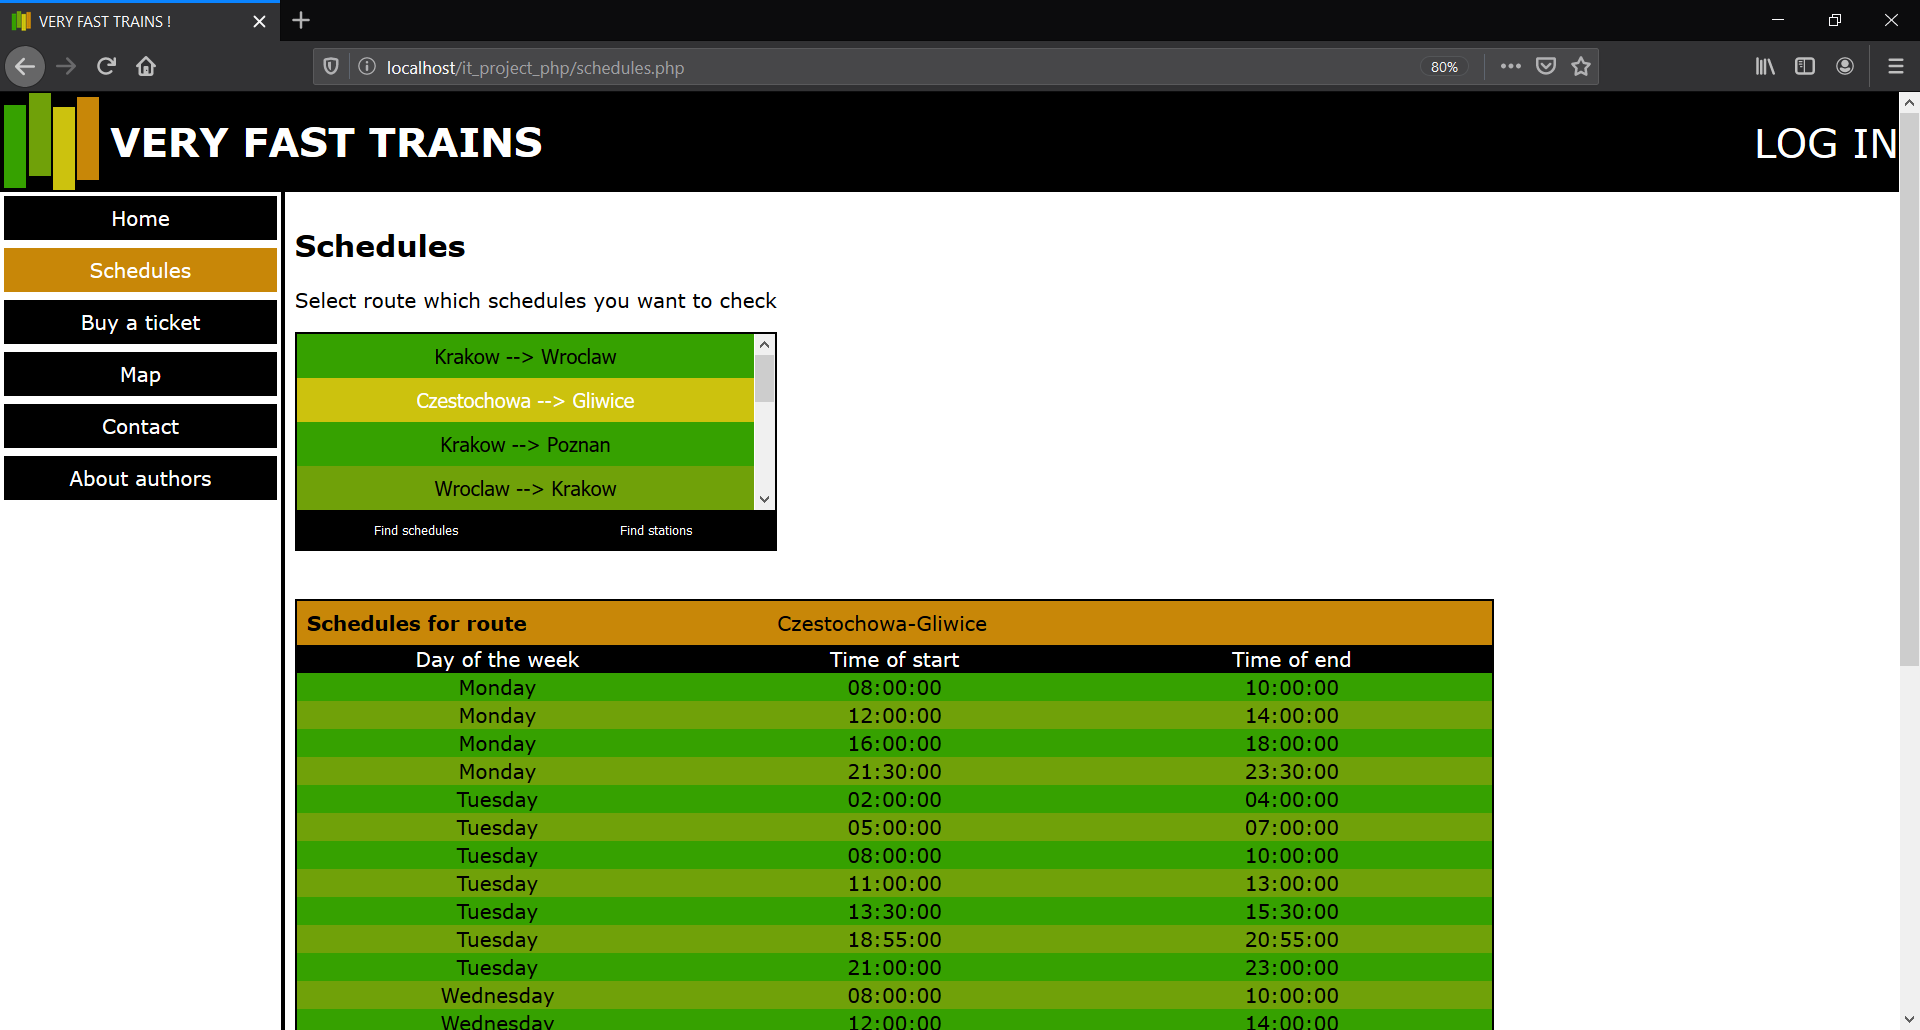 VERY FAST TRAINS !
localhost/it_project_php/schedules.php
80%
VERY FAST TRAINS
LOG IN
Home
Schedules
Buy a ticket
Map
Contact
About authors
Schedules
Select route which schedules you want to check
Krakow --> Wroclaw
Czestochowa --> Gliwice
Krakow --> Poznan
Wroclaw --> Krakow
Find schedules Find stations
Schedules for route Czestochowa-Gliwice
Day of the week Time of start Time of end
Monday 08:00:00 10:00:00
Monday 12:00:00 14:00:00
Monday 16:00:00 18:00:00
Monday 21:30:00 23:30:00
Tuesday 02:00:00 04:00:00
Tuesday 05:00:00 07:00:00
Tuesday 08:00:00 10:00:00
Tuesday 11:00:00 13:00:00
Tuesday 13:30:00 15:30:00
Tuesday 18:55:00 20:55:00
Tuesday 21:00:00 23:00:00
Wednesday 08:00:00 10:00:00
Wednesday 12:00:00 14:00:00